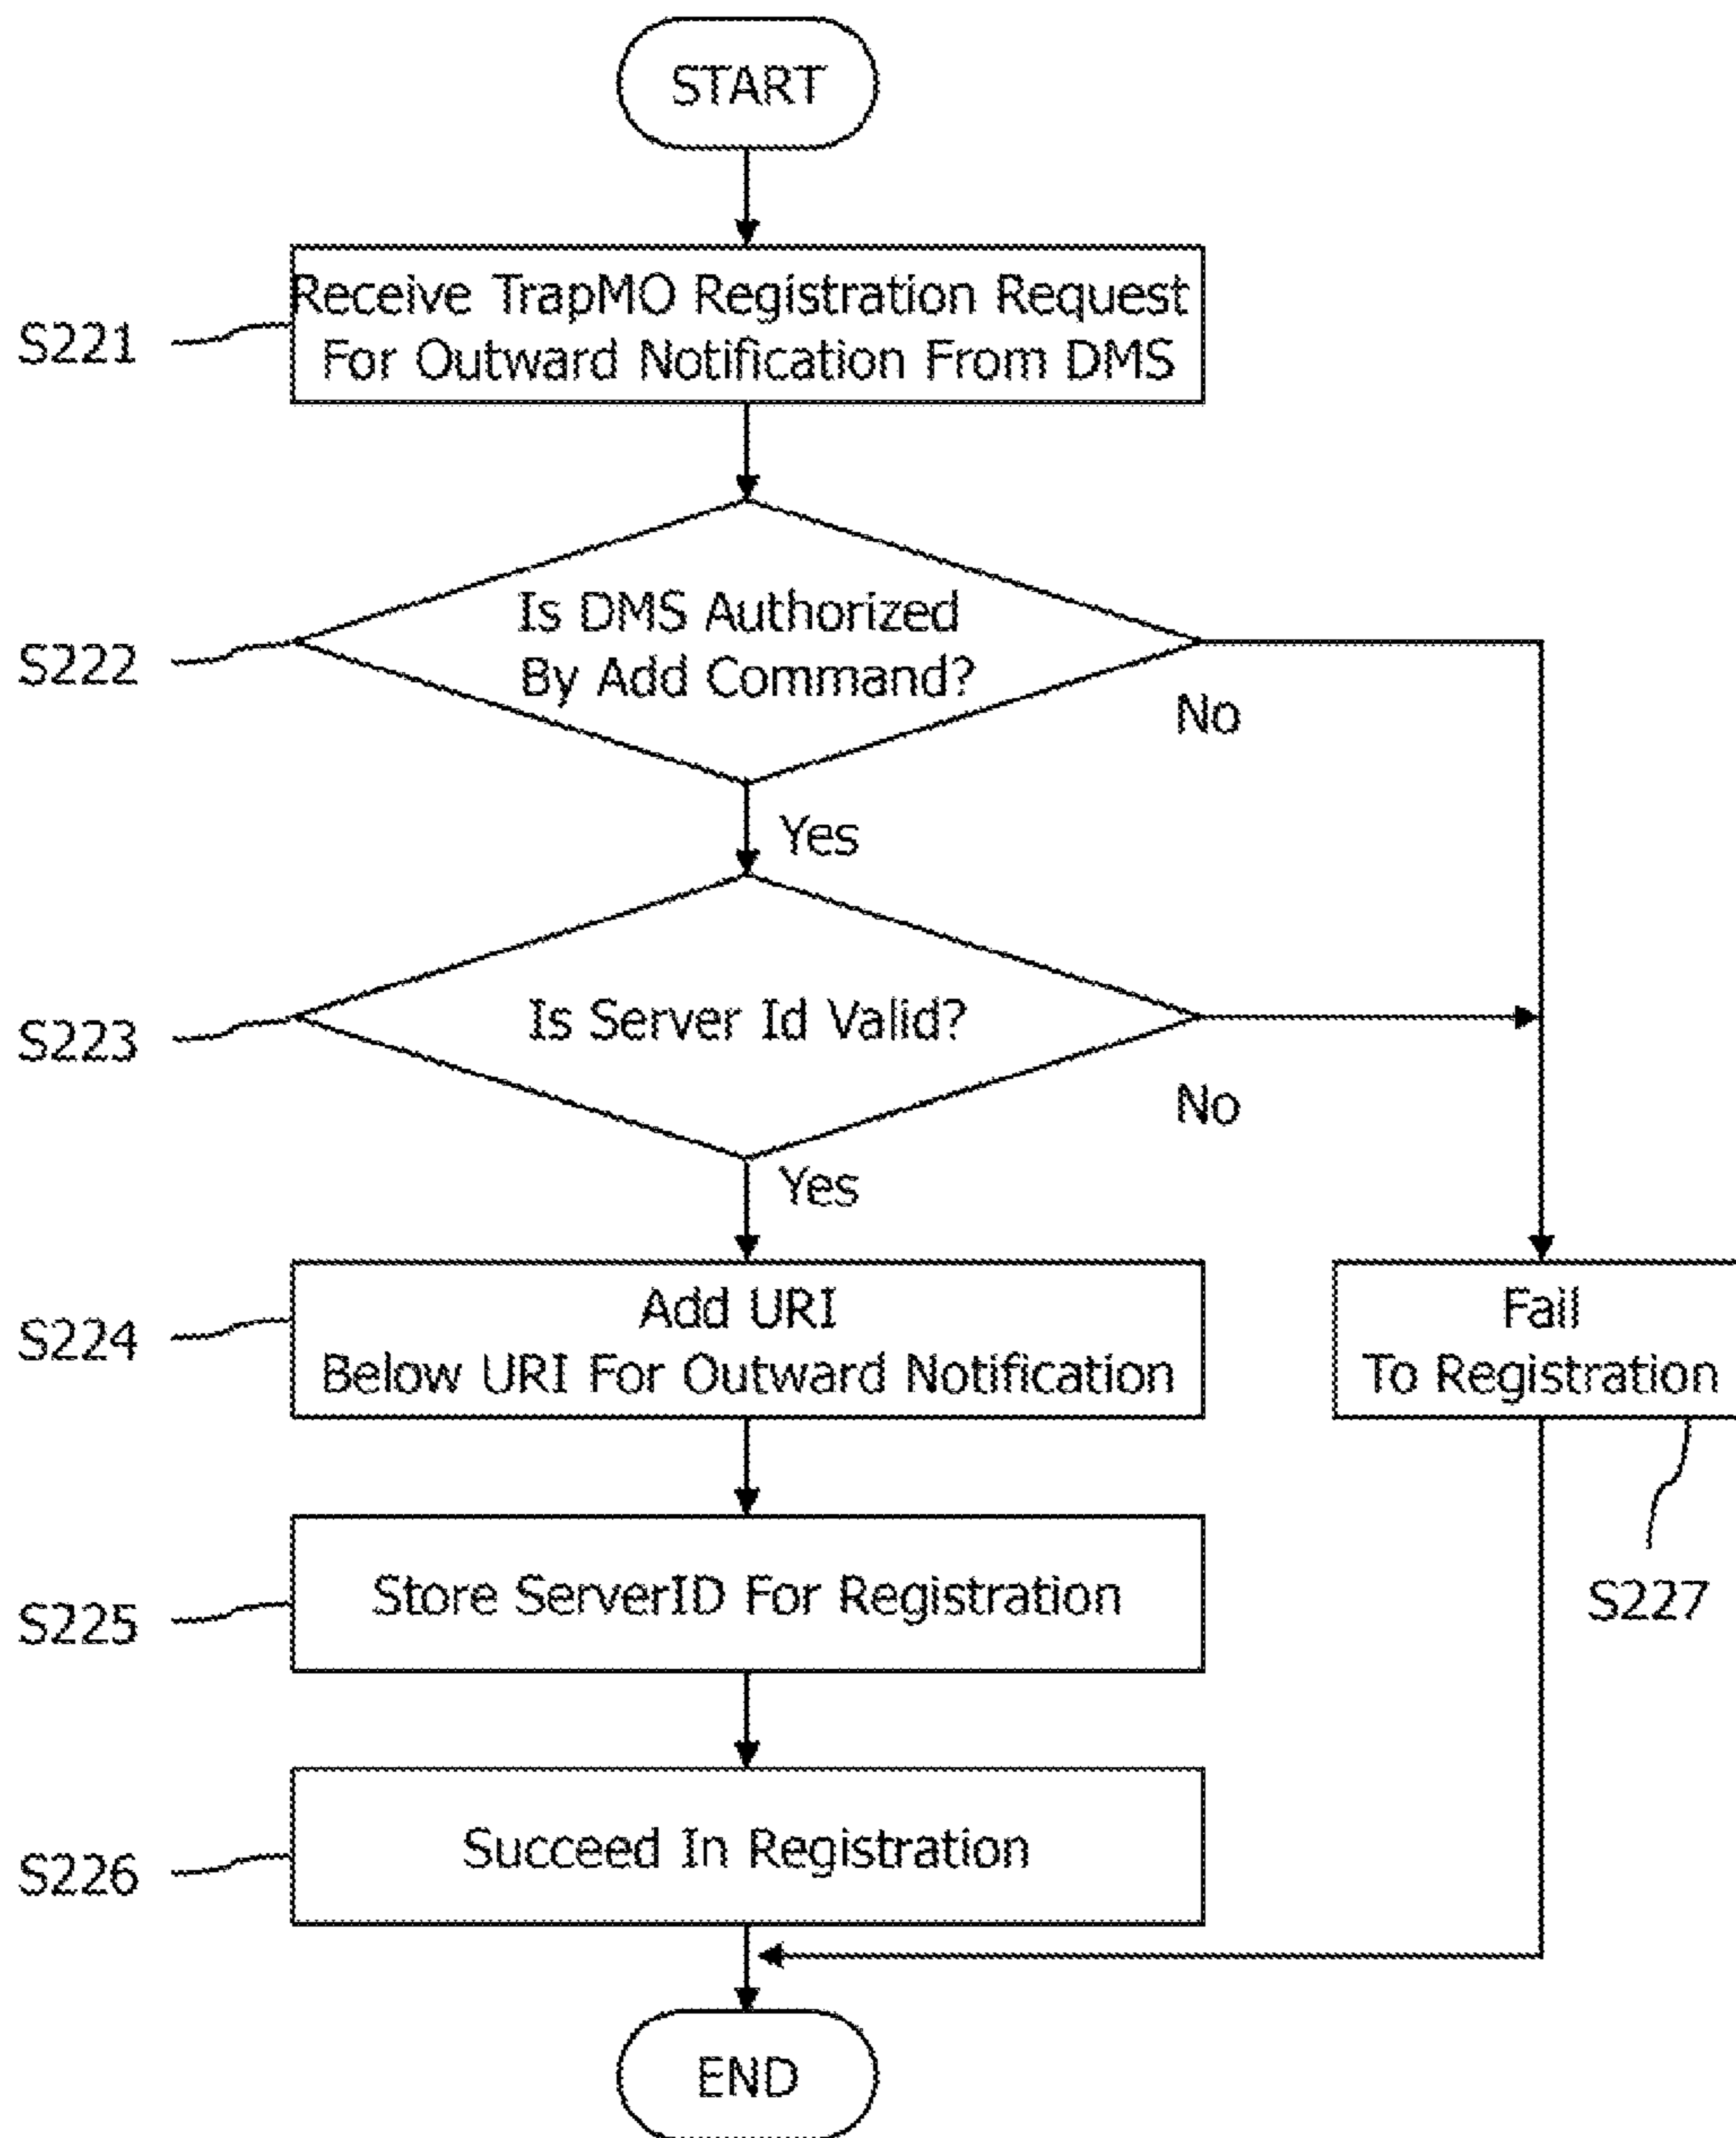 START
Receive TrapMO Registration Request
For Outward Notification From DMS
S221
Is DMS Authorized
By Add Command?
S222
No
Yes
Is Server Id Valid?
S223
No
Yes
Add URI
Below URI For Outward Notification
S224
Fail
To Registration
Store ServerID For Registration
S225
S227
Succeed In Registration
S226
END